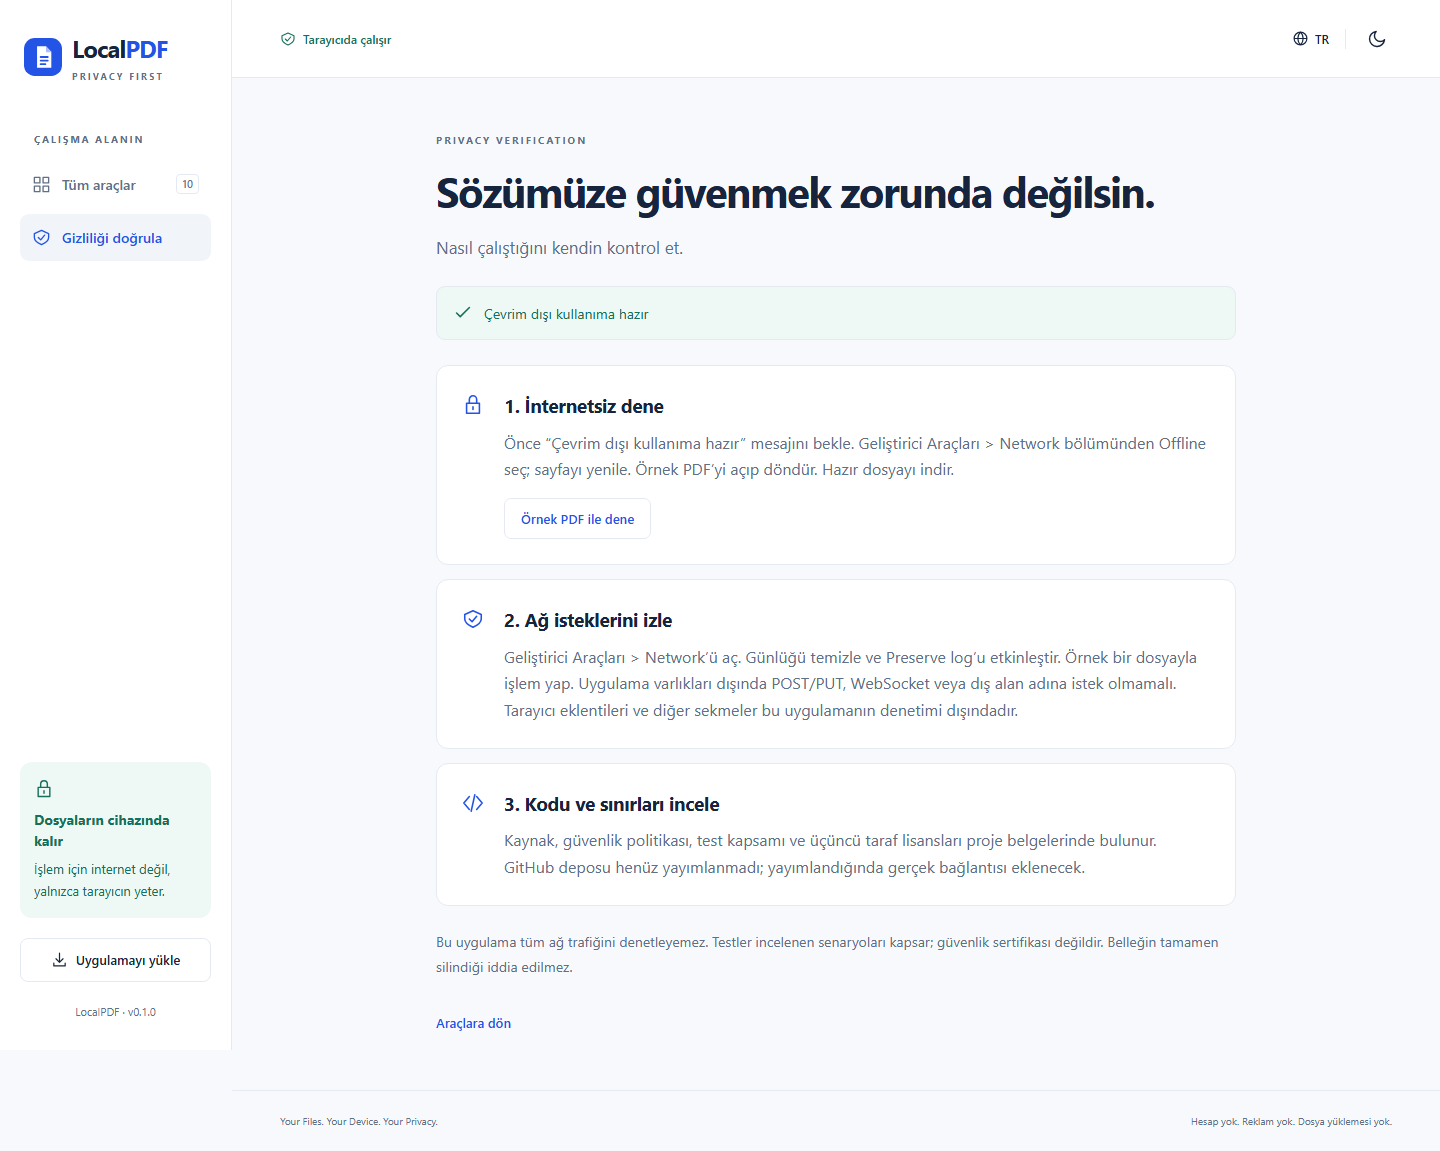 LocalPDF
PRIVACY FIRST
ÇALIŞMA ALANIN
Tüm araçlar 10
Gizliliği doğrula
Dosyaların cihazında
kalır
İşlem için internet değil,
yalnızca tarayıcın yeter.
Uygulamayı yükle
LocalPDF · v0.1.0
Tarayıcıda çalışır
TR
PRIVACY VERIFICATION
Sözümüze güvenmek zorunda değilsin.
Nasıl çalıştığını kendin kontrol et.
Çevrim dışı kullanıma hazır
1. İnternetsiz dene
Önce “Çevrim dışı kullanıma hazır” mesajını bekle. Geliştirici Araçları > Network bölümünden Offline
seç; sayfayı yenile. Örnek PDF’yi açıp döndür. Hazır dosyayı indir.
Örnek PDF ile dene
2. Ağ isteklerini izle
Geliştirici Araçları > Network’ü aç. Günlüğü temizle ve Preserve log’u etkinleştir. Örnek bir dosyayla
işlem yap. Uygulama varlıkları dışında POST/PUT, WebSocket veya dış alan adına istek olmamalı.
Tarayıcı eklentileri ve diğer sekmeler bu uygulamanın denetimi dışındadır.
3. Kodu ve sınırları incele
Kaynak, güvenlik politikası, test kapsamı ve üçüncü taraf lisansları proje belgelerinde bulunur.
GitHub deposu henüz yayımlanmadı; yayımlandığında gerçek bağlantısı eklenecek.
Bu uygulama tüm ağ trafiğini denetleyemez. Testler incelenen senaryoları kapsar; güvenlik sertifikası değildir. Belleğin tamamen
silindiği iddia edilmez.
Araçlara dön
Your Files. Your Device. Your Privacy.
Hesap yok. Reklam yok. Dosya yüklemesi yok.